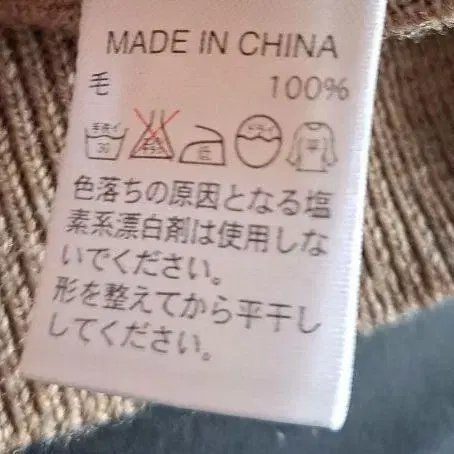 MADE IN CHINA
毛 100%
手洗イ 30 エンソサラシ 低 ドライ 平
色落ちの原因となる塩
素系漂白剤は使用しな
いでください。
形を整えてから平干し
してください。